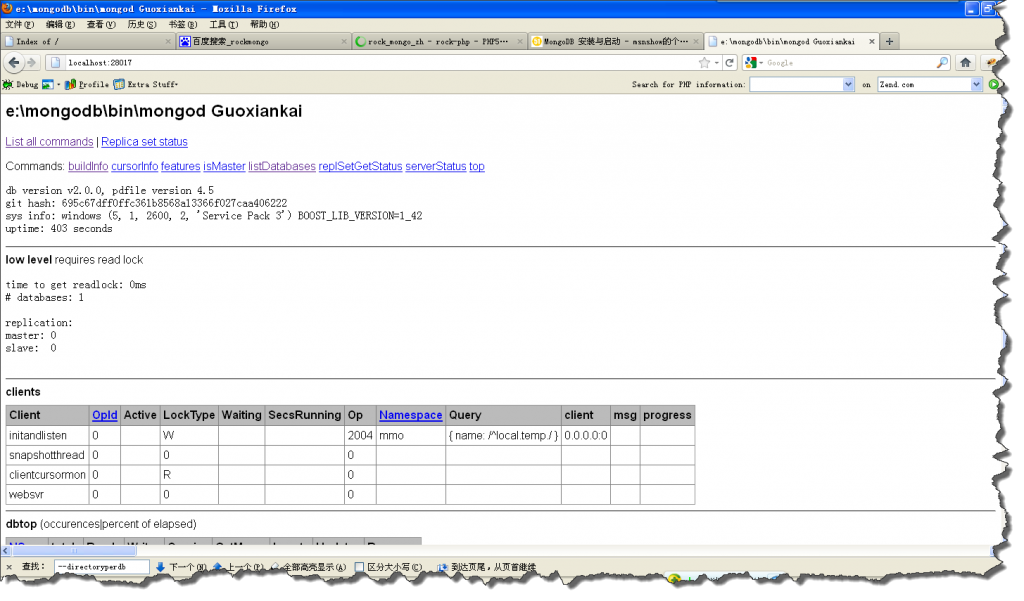 e:\mongodb\bin\mongod Guoxiankai - Mozilla Firefox
文件(F) 编辑(E) 查看(V) 历史(S) 书签(B) 工具(T) 帮助(H)
Index of / 百度搜索_rockmongo rock_mongo_zh - rock-php - PHP5... MongoDB 安装与启动 - msnshow的个... e:\mongodb\bin\mongod Guoxiankai
localhost:28017 Google
Debug Profile Extra Stuff Search for PHP information: on Zend.com
e:\mongodb\bin\mongod Guoxiankai
List all commands | Replica set status
Commands: buildInfo cursorInfo features isMaster listDatabases replSetGetStatus serverStatus top
db version v2.0.0, pdfile version 4.5
git hash: 695c67dff0ffc361b8568a13366f027caa406222
sys info: windows (5, 1, 2600, 2, 'Service Pack 3') BOOST_LIB_VERSION=1_42
uptime: 403 seconds
low level requires read lock
time to get readlock: 0ms
# databases: 1
replication:
master: 0
slave: 0
clients
Client OpId Active LockType Waiting SecsRunning Op Namespace Query client msg progress
initandlisten 0 W 2004 mmo { name: /^local.temp./ } 0.0.0.0:0
snapshotthread 0 0 0
clientcursormon 0 R 0
websvr 0 0 0
dbtop (occurences|percent of elapsed)
查找: --directoryperdb 下一个(N) 上一个(P) 全部高亮显示(A) 区分大小写(C) 到达页尾，从页首继续